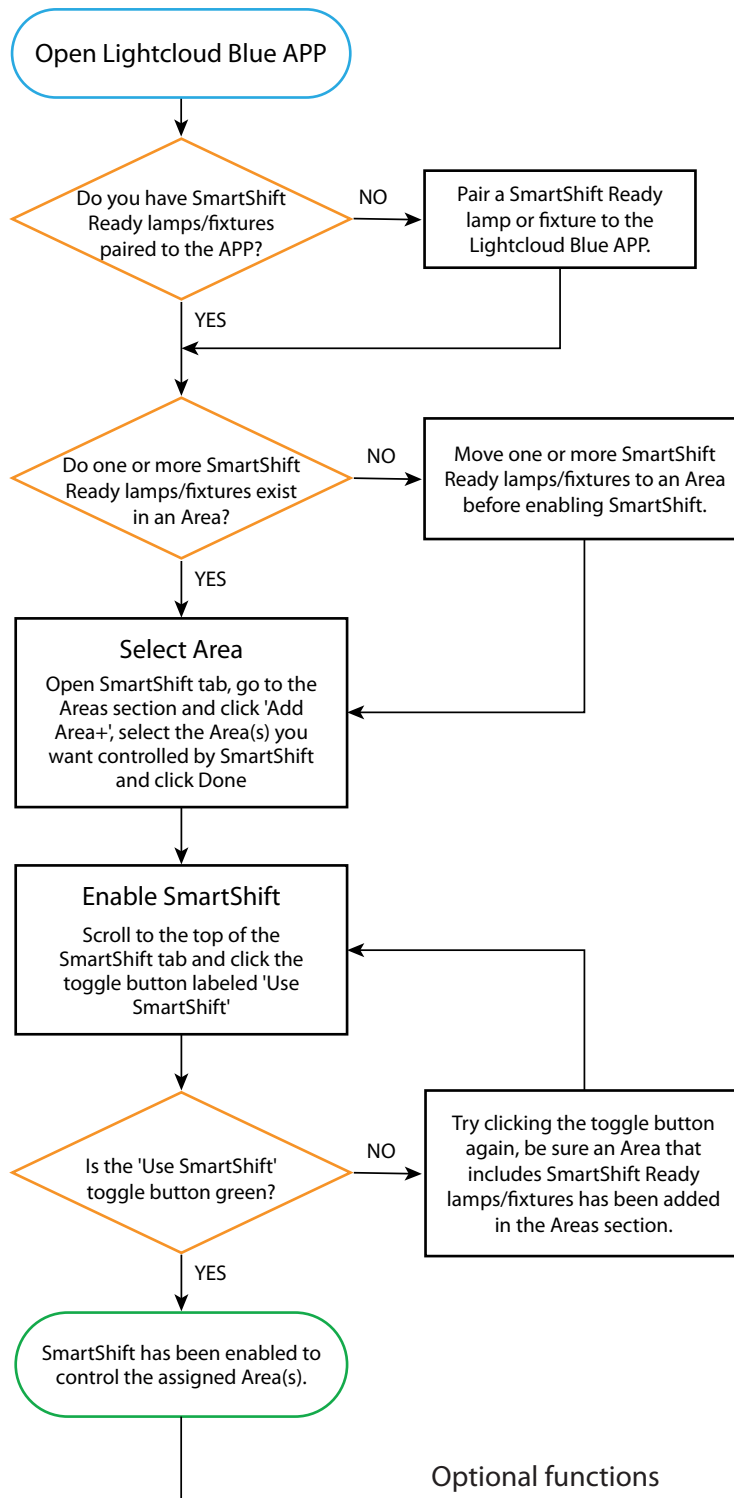 Open Lightcloud Blue APP
Do you have SmartShift
Ready lamps/fixtures
paired to the APP?
NO
Pair a SmartShift Ready
lamp or fixture to the
Lightcloud Blue APP.
YES
Do one or more SmartShift
Ready lamps/fixtures exist
in an Area?
NO
Move one or more SmartShift
Ready lamps/fixtures to an Area
before enabling SmartShift.
YES
Select Area
Open SmartShift tab, go to the
Areas section and click 'Add
Area+', select the Area(s) you
want controlled by SmartShift
and click Done
Enable SmartShift
Scroll to the top of the
SmartShift tab and click the
toggle button labeled 'Use
SmartShift'
Is the 'Use SmartShift'
toggle button green?
NO
Try clicking the toggle button
again, be sure an Area that
includes SmartShift Ready
lamps/fixtures has been added
in the Areas section.
YES
SmartShift has been enabled to
control the assigned Area(s).
Optional functions